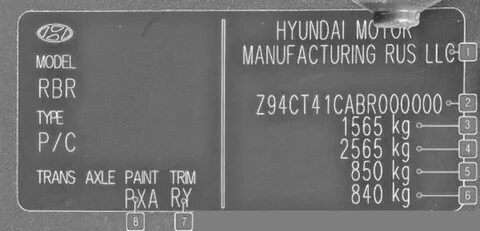 HYUNDAI MOTOR
MANUFACTURING RUS LLC 1
MODEL
RBR
TYPE
P/C
TRANS AXLE PAINT TRIM
PXA RY
8 7
Z94CT41CABR000000 2
1565 kg 3
2565 kg 4
850 kg 5
840 kg 6